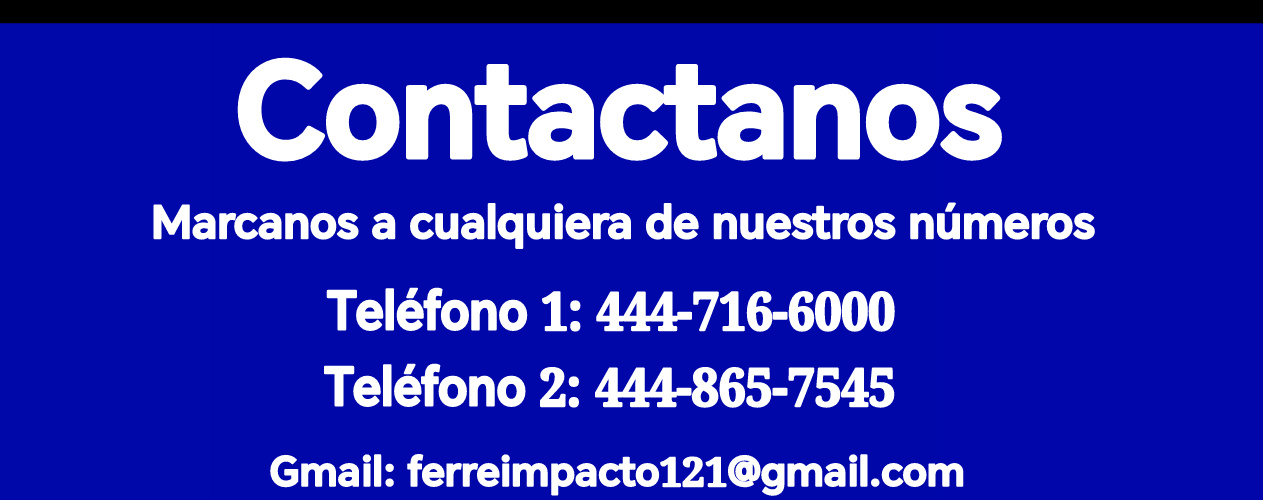 Contactanos
Marcanos a cualquiera de nuestros números
Teléfono 1: 444-716-6000
Teléfono 2: 444-865-7545
Gmail: ferreimpacto121@gmail.com